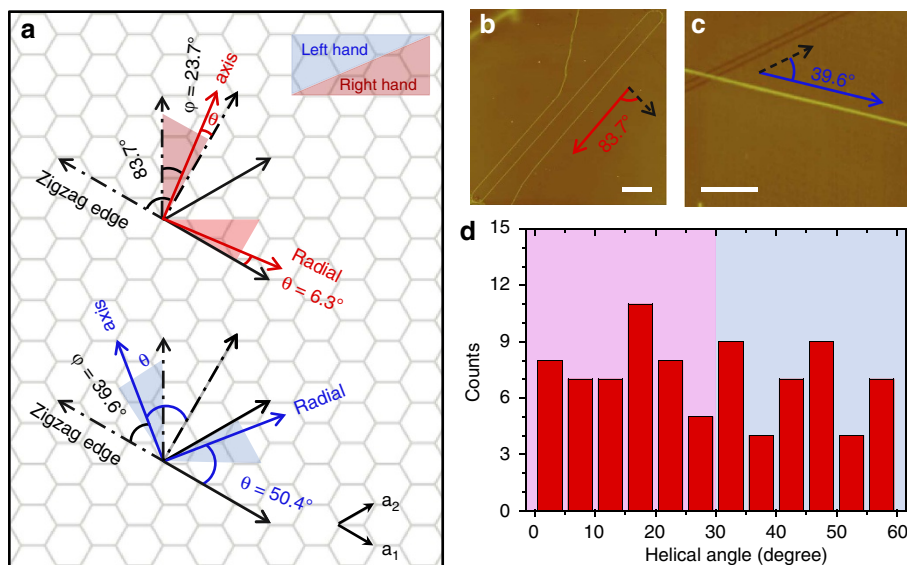 a
Left hand
Right hand
φ = 23.7°
axis
θ
83.7°
Zigzag edge
Radial
θ = 6.3°
axis
θ
φ = 39.6°
Zigzag edge
Radial
θ = 50.4°
a2
a1
b
83.7°
c
39.6°
d
15
12
9
6
3
0
Counts
0 10 20 30 40 50 60
Helical angle (degree)